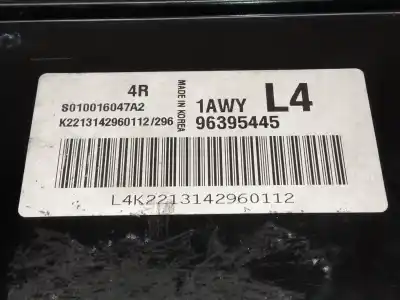 4R
S010016047A2
K2213142960112/296
MADE IN KOREA
1AWY L4
96395445
L4K2213142960112